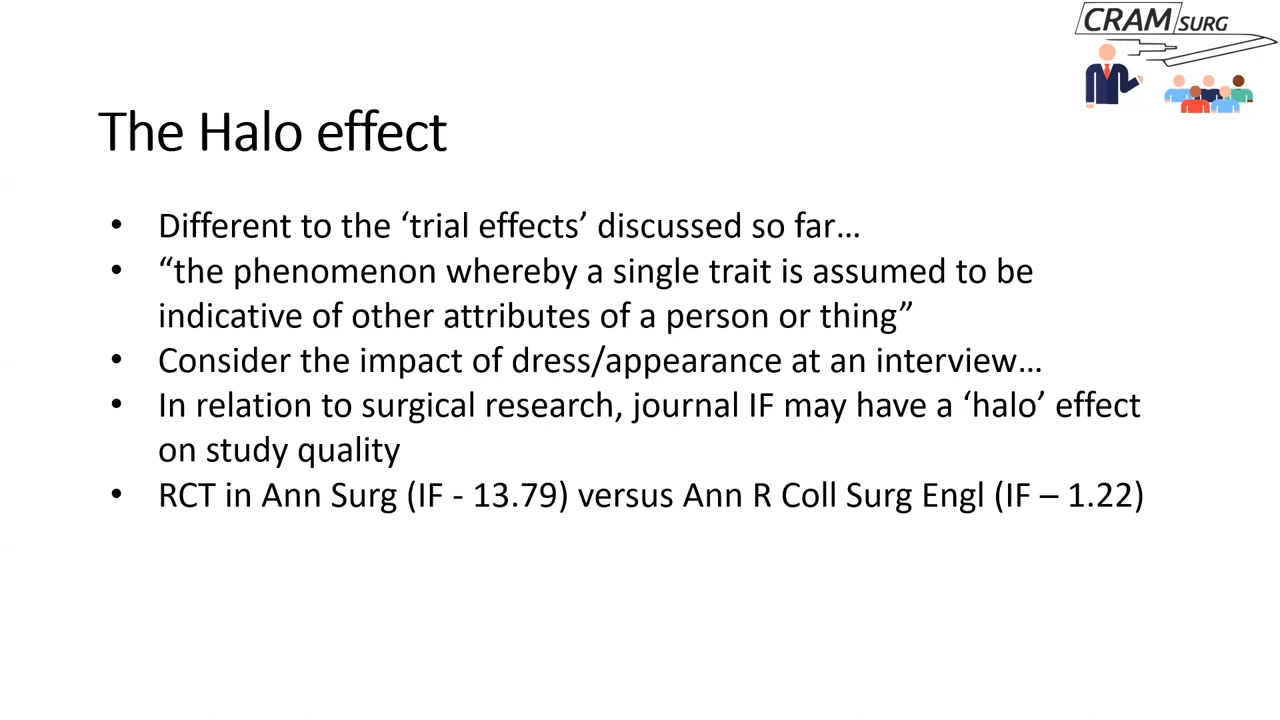 CRAM SURG
The Halo effect
• Different to the ‘trial effects’ discussed so far…
• “the phenomenon whereby a single trait is assumed to be
indicative of other attributes of a person or thing”
• Consider the impact of dress/appearance at an interview…
• In relation to surgical research, journal IF may have a ‘halo’ effect
on study quality
• RCT in Ann Surg (IF - 13.79) versus Ann R Coll Surg Engl (IF – 1.22)